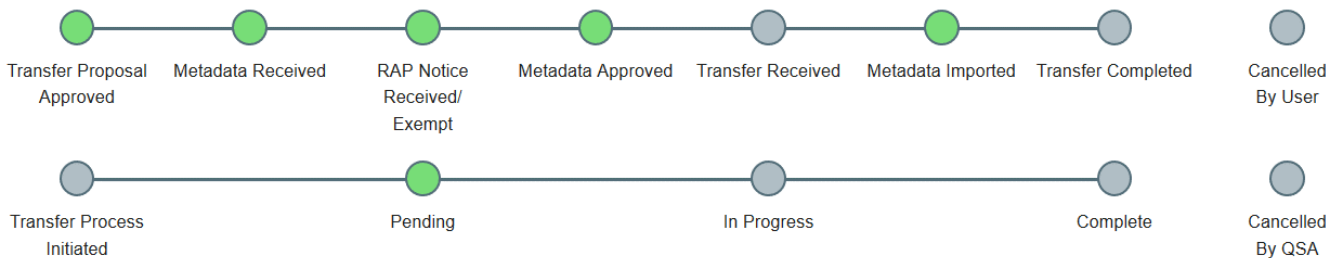 Transfer Proposal
Approved
Metadata Received
RAP Notice
Received/
Exempt
Metadata Approved
Transfer Received
Metadata Imported
Transfer Completed
Cancelled
By User
Transfer Process
Initiated
Pending
In Progress
Complete
Cancelled
By QSA